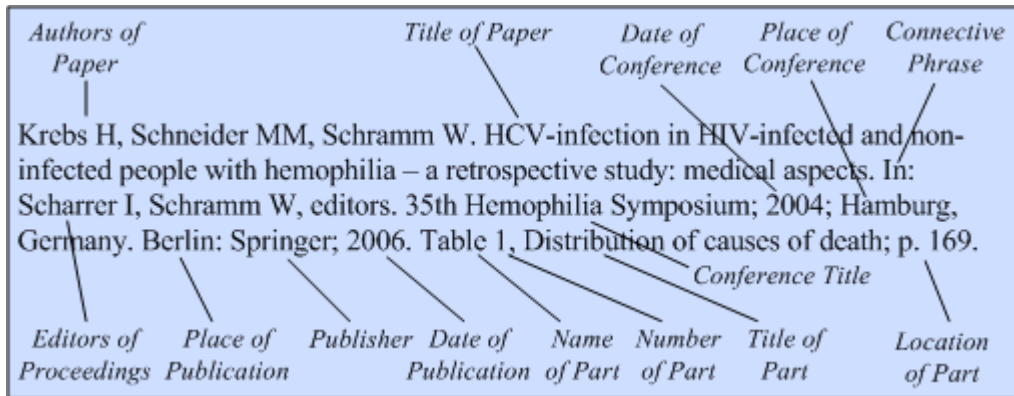 Authors of Paper
Title of Paper
Date of Conference
Place of Conference
Connective Phrase
Krebs H, Schneider MM, Schramm W. HCV-infection in HIV-infected and non-
infected people with hemophilia – a retrospective study: medical aspects. In:
Scharrer I, Schramm W, editors. 35th Hemophilia Symposium; 2004; Hamburg,
Germany. Berlin: Springer; 2006. Table 1, Distribution of causes of death; p. 169.
Conference Title
Editors of Proceedings
Place of Publication
Publisher
Date of Publication
Name of Part
Number of Part
Title of Part
Location of Part